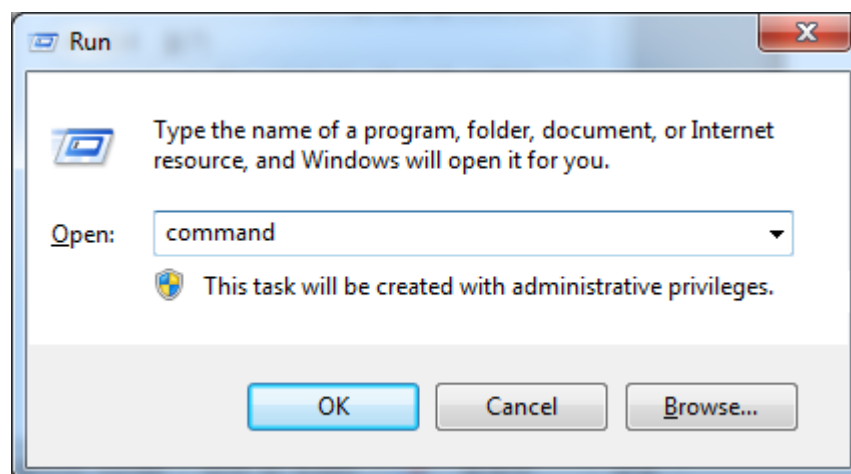 Run
Type the name of a program, folder, document, or Internet
resource, and Windows will open it for you.
Open: command
This task will be created with administrative privileges.
OK Cancel Browse...